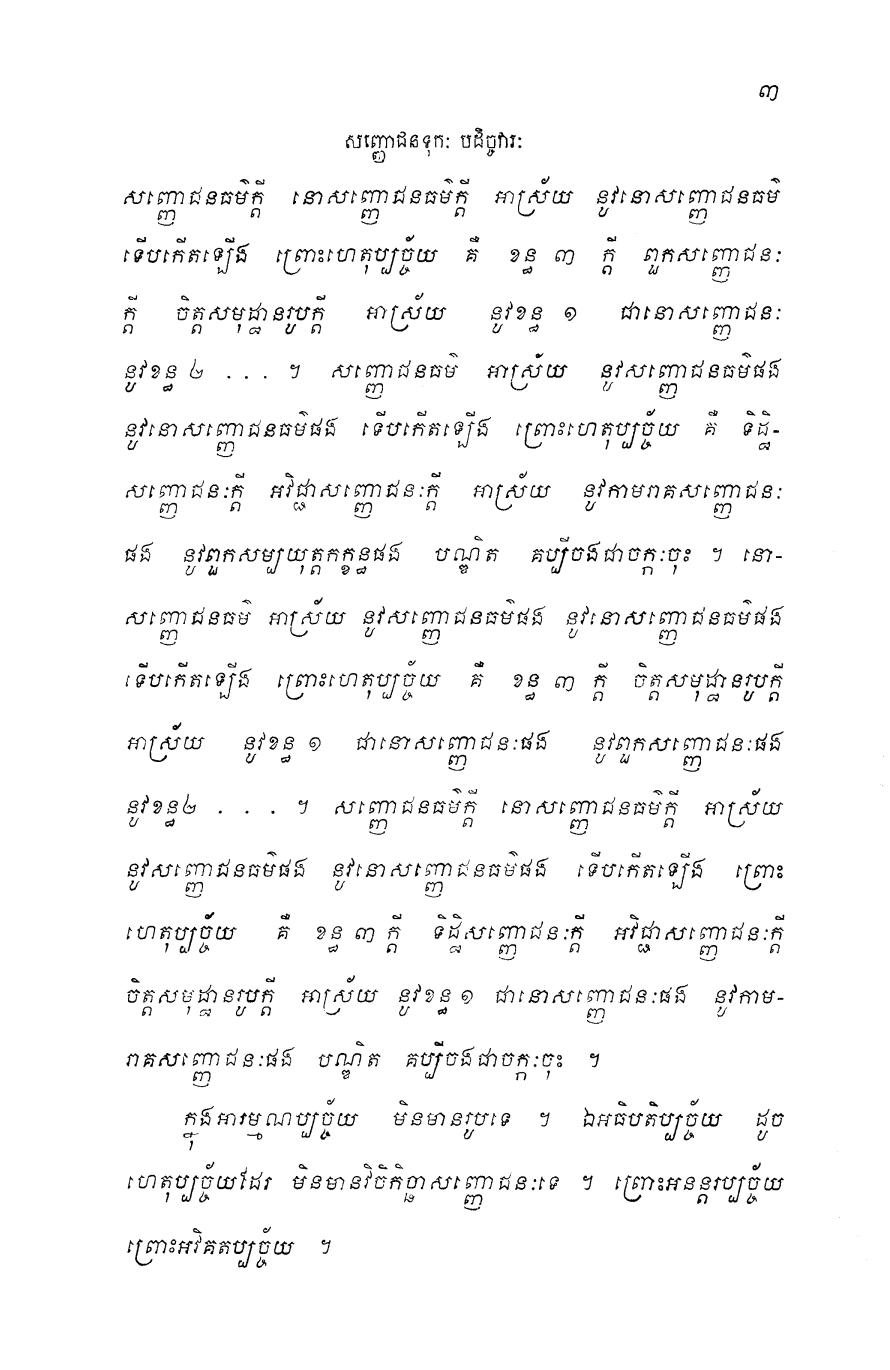 ៣
សញ្ញោជនទុកៈ បដិច្ចវារៈ
សញ្ញោជនធម៌ក្តី នោសញ្ញោជនធម៌ក្តី អាស្រ័យ នូវនោសញ្ញោជនធម៌
ទើបកើតឡើង ព្រោះហេតុប្បច្ច័យ គឺ ខន្ធ ៣ ក្តី ពួកសញ្ញោជនៈ
ក្តី ចិត្តសមុដ្ឋានរូបក្តី អាស្រ័យ នូវខន្ធ ១ ជានោសញ្ញោជនៈ
នូវខន្ធ ២ . . . ។ សញ្ញោជនធម៌ អាស្រ័យ នូវសញ្ញោជនធម៌ផង
នូវនោសញ្ញោជនធម៌ផង ទើបកើតឡើង ព្រោះហេតុប្បច្ច័យ គឺ ទិដ្ឋិ-
សញ្ញោជនៈក្តី អវិជ្ជាសញ្ញោជនៈក្តី អាស្រ័យ នូវកាមរាគសញ្ញោជនៈ
ផង នូវពួកសម្បយុត្តកក្ខន្ធផង បណ្ឌិត គប្បីចងជាចក្កៈចុះ ។ នោ-
សញ្ញោជនធម៌ អាស្រ័យ នូវសញ្ញោជនធម៌ផង នូវនោសញ្ញោជនធម៌ផង
ទើបកើតឡើង ព្រោះហេតុប្បច្ច័យ គឺ ខន្ធ ៣ ក្តី ចិត្តសមុដ្ឋានរូបក្តី
អាស្រ័យ នូវខន្ធ ១ ជានោសញ្ញោជនៈផង នូវពួកសញ្ញោជនៈផង
នូវខន្ធ២ . . . ។ សញ្ញោជនធម៌ក្តី នោសញ្ញោជនធម៌ក្តី អាស្រ័យ
នូវសញ្ញោជនធម៌ផង នូវនោសញ្ញោជនធម៌ផង ទើបកើតឡើង ព្រោះ
ហេតុប្បច្ច័យ គឺ ខន្ធ ៣ ក្តី ទិដ្ឋិសញ្ញោជនៈក្តី អវិជ្ជាសញ្ញោជនៈក្តី
ចិត្តសមុដ្ឋានរូបក្តី អាស្រ័យ នូវខន្ធ ១ ជានោសញ្ញោជនៈផង នូវកាម-
រាគសញ្ញោជនៈផង បណ្ឌិត គប្បីចងជាចក្កៈចុះ ។
ក្នុងអារម្មណប្បច្ច័យ មិនមានរូបទេ ។ ឯអធិបតិប្បច្ច័យ ដូច
ហេតុប្បច្ច័យដែរ មិនមានវិចិកិច្ឆាសញ្ញោជនៈទេ ។ ព្រោះអនន្តរប្បច្ច័យ
ព្រោះអវិគតប្បច្ច័យ ។